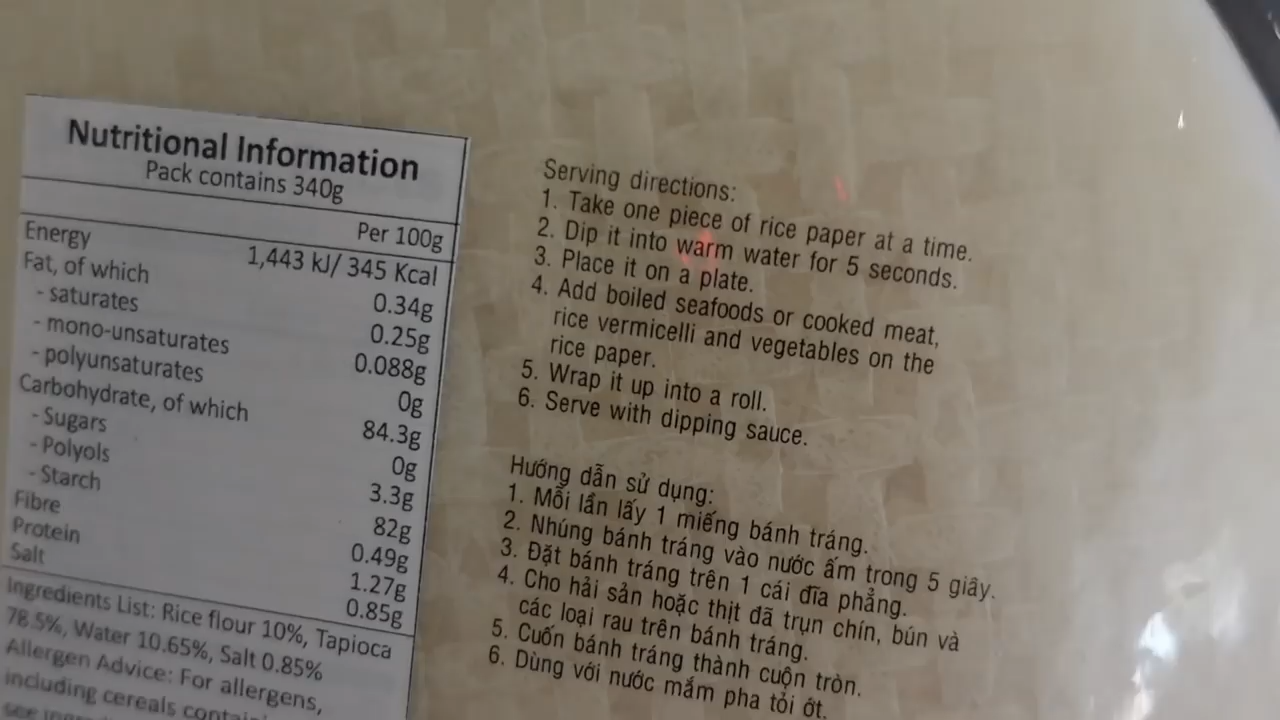 Nutritional Information
Pack contains 340g
Per 100g
Energy 1,443 kJ/ 345 Kcal
Fat, of which 0.34g
- saturates 0.25g
- mono-unsaturates 0.088g
- polyunsaturates 0g
Carbohydrate, of which 84.3g
- Sugars 0g
- Polyols 3.3g
- Starch 82g
Fibre 0.49g
Protein 1.27g
Salt 0.85g
Ingredients List: Rice flour 10%, Tapioca
78.5%, Water 10.65%, Salt 0.85%
Allergen Advice: For allergens,
including cereals
see
Serving directions:
1. Take one piece of rice paper at a time.
2. Dip it into warm water for 5 seconds.
3. Place it on a plate.
4. Add boiled seafoods or cooked meat,
rice vermicelli and vegetables on the
rice paper.
5. Wrap it up into a roll.
6. Serve with dipping sauce.
Hướng dẫn sử dụng:
1. Mỗi lần lấy 1 miếng bánh tráng.
2. Nhúng bánh tráng vào nước ấm trong 5 giây.
3. Đặt bánh tráng trên 1 cái đĩa phẳng.
4. Cho hải sản hoặc thịt đã trụn chín, bún và
các loại rau trên bánh tráng.
5. Cuốn bánh tráng thành cuộn tròn.
6. Dùng với nước mắm pha tỏi ớt.